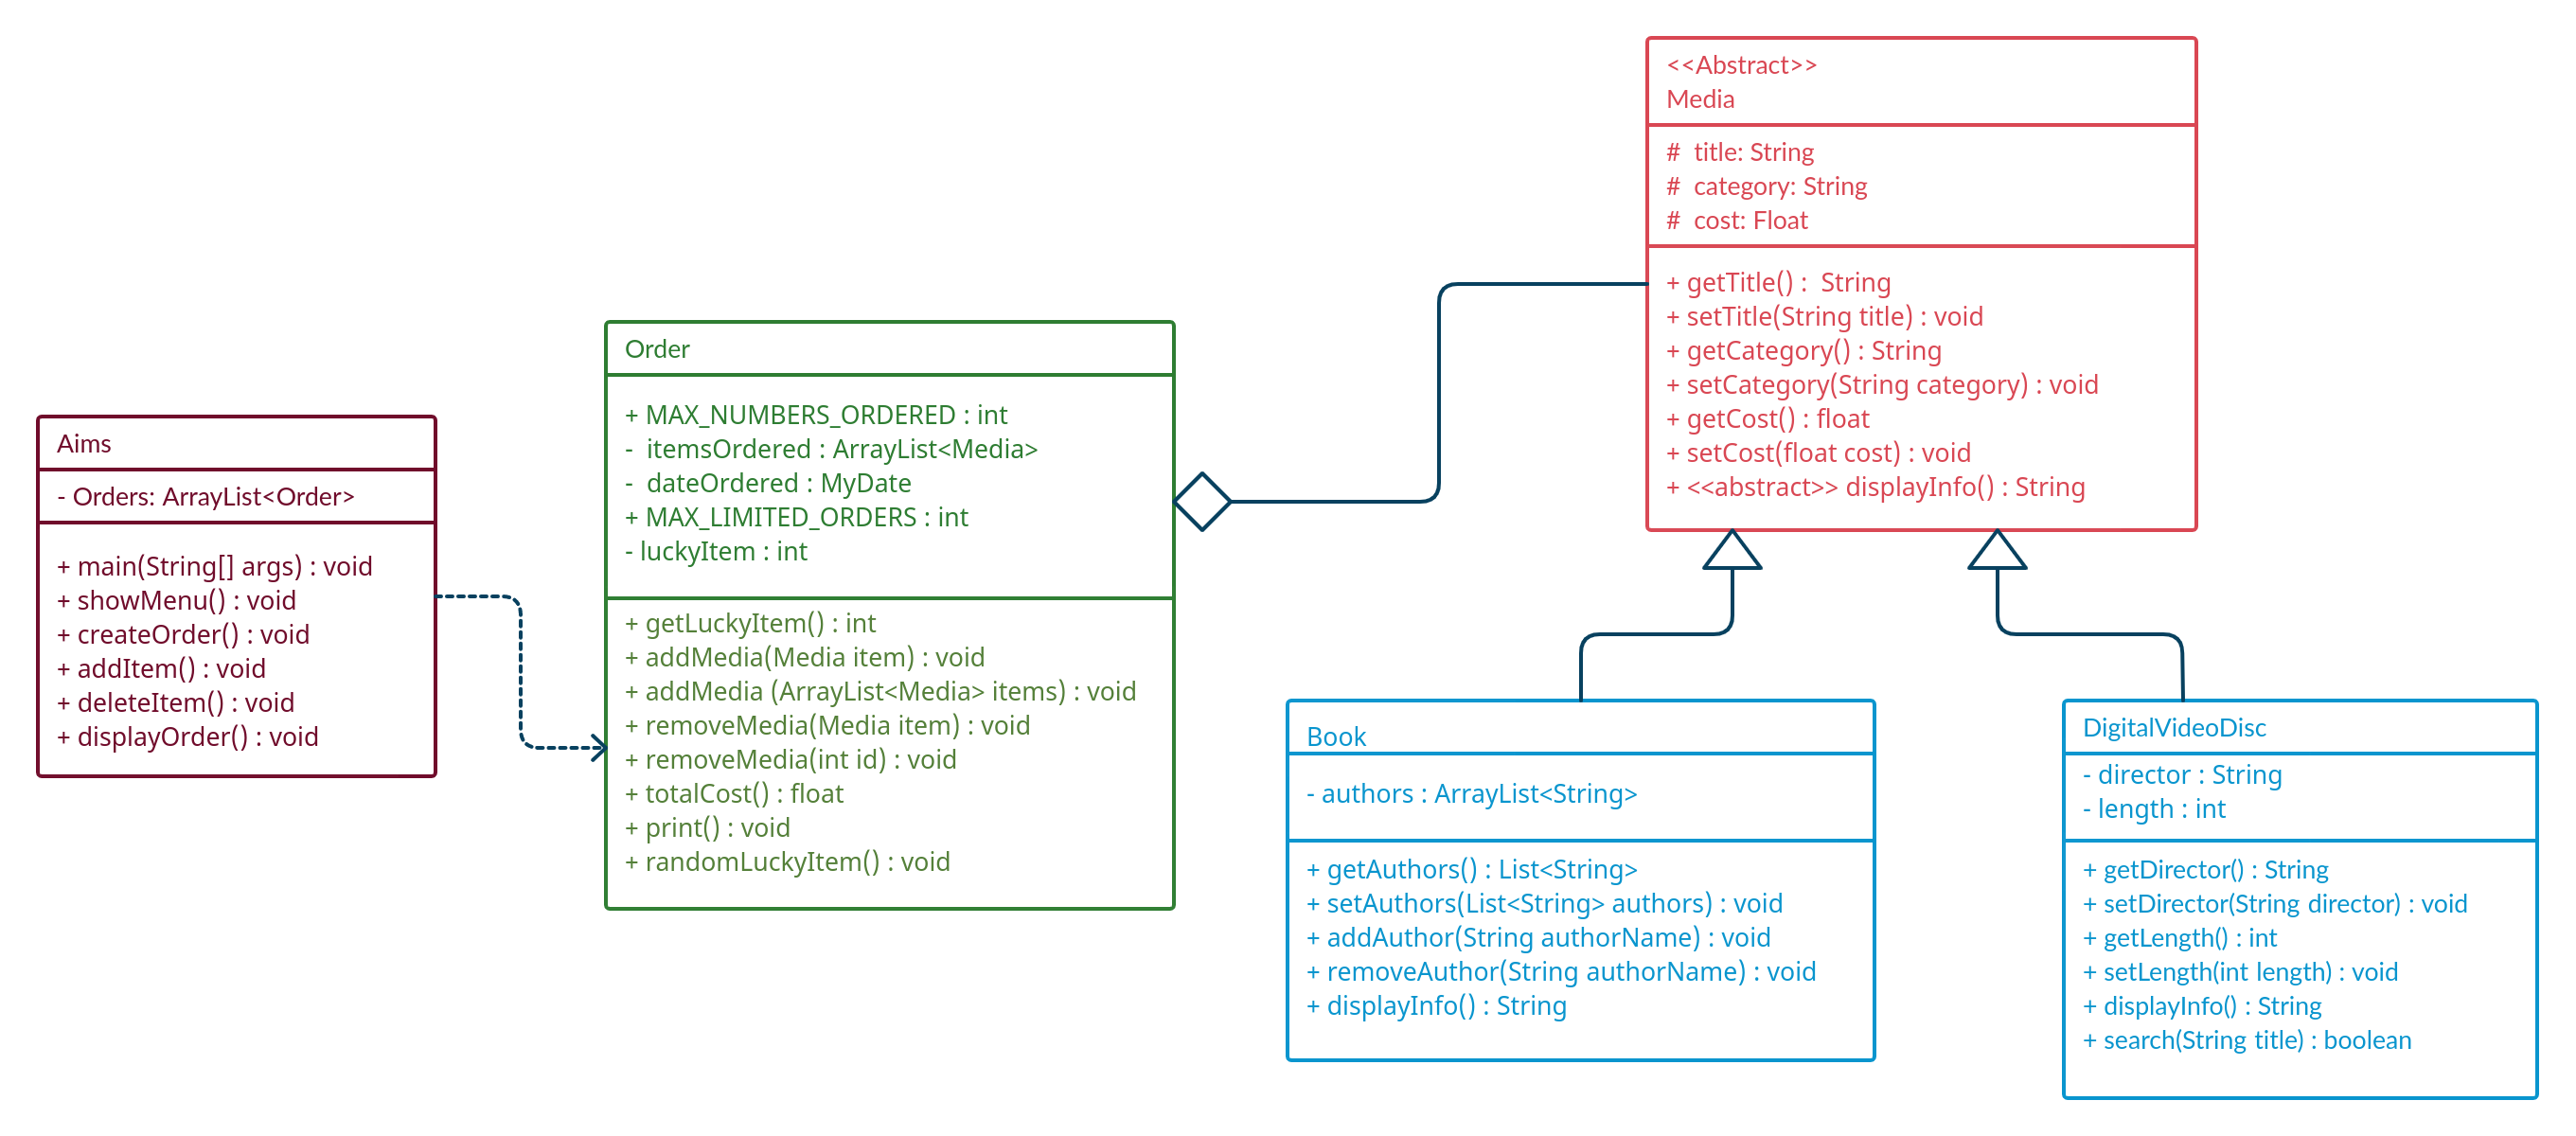 Aims
- Orders: ArrayList<Order>
+ main(String[] args) : void
+ showMenu() : void
+ createOrder() : void
+ addItem() : void
+ deleteItem() : void
+ displayOrder() : void
Order
+ MAX_NUMBERS_ORDERED : int
- itemsOrdered : ArrayList<Media>
- dateOrdered : MyDate
+ MAX_LIMITED_ORDERS : int
- luckyItem : int
+ getLuckyItem() : int
+ addMedia(Media item) : void
+ addMedia (ArrayList<Media> items) : void
+ removeMedia(Media item) : void
+ removeMedia(int id) : void
+ totalCost() : float
+ print() : void
+ randomLuckyItem() : void
<<Abstract>>
Media
# title: String
# category: String
# cost: Float
+ getTitle() : String
+ setTitle(String title) : void
+ getCategory() : String
+ setCategory(String category) : void
+ getCost() : float
+ setCost(float cost) : void
+ <<abstract>> displayInfo() : String
Book
- authors : ArrayList<String>
+ getAuthors() : List<String>
+ setAuthors(List<String> authors) : void
+ addAuthor(String authorName) : void
+ removeAuthor(String authorName) : void
+ displayInfo() : String
DigitalVideoDisc
- director : String
- length : int
+ getDirector() : String
+ setDirector(String director) : void
+ getLength() : int
+ setLength(int length) : void
+ displayInfo() : String
+ search(String title) : boolean